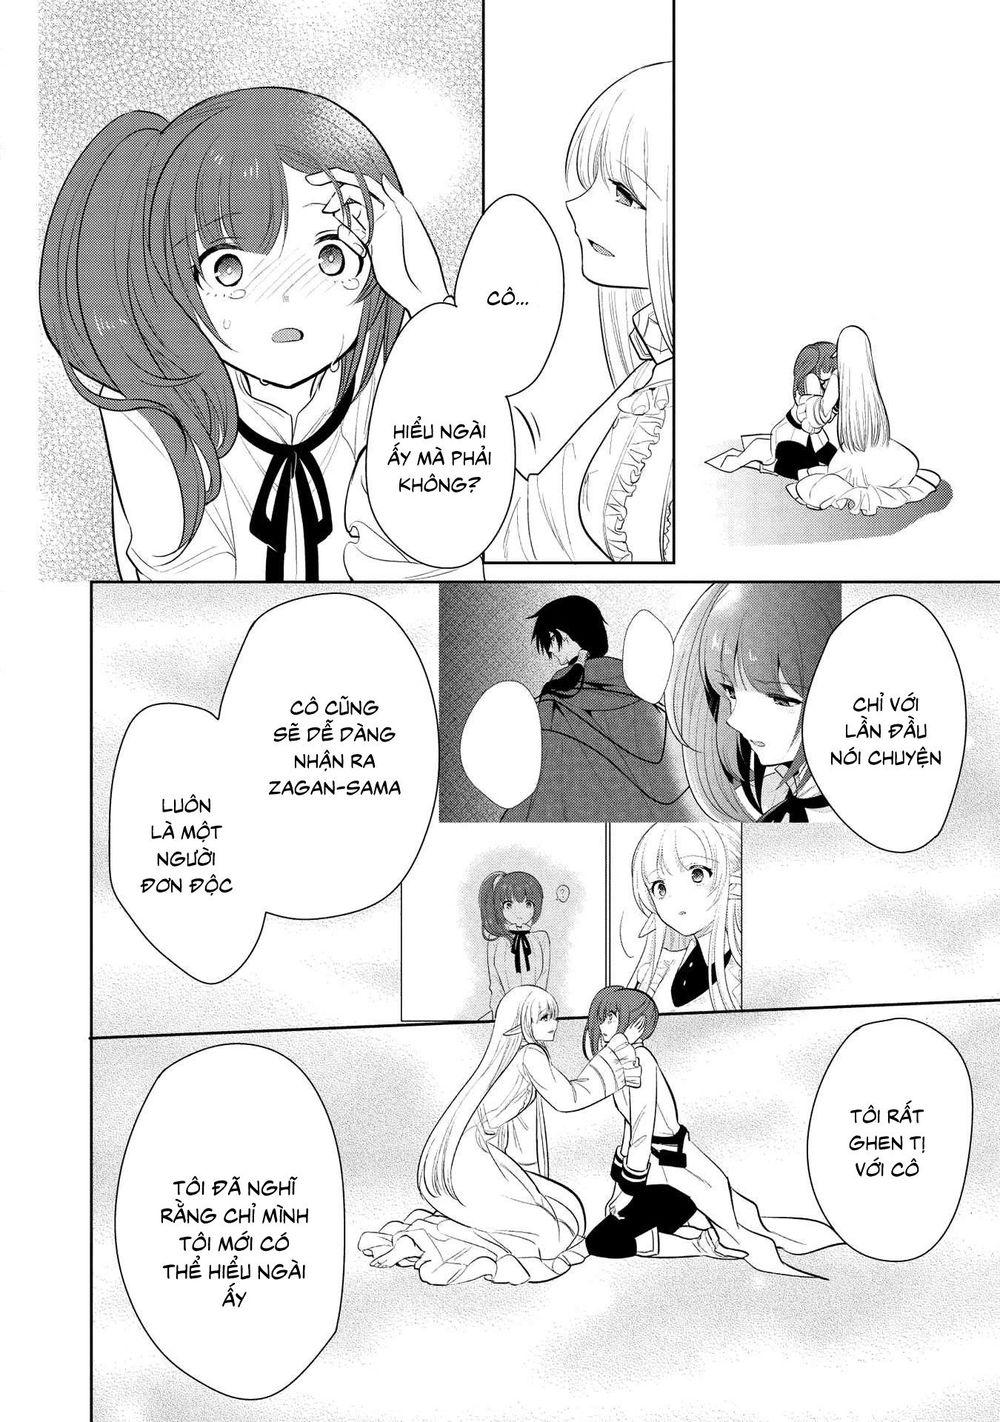 CÔ...
HIỂU NGÀI
ẤY MÀ PHẢI
KHÔNG?
CHỈ VỚI
LẦN ĐẦU
NÓI CHUYỆN
CÔ CŨNG
SẼ DỄ DÀNG
NHẬN RA
ZAGAN-SAMA
LUÔN
LÀ MỘT
NGƯỜI
ĐƠN ĐỘC
TÔI RẤT
GHEN TỊ
VỚI CÔ
TÔI ĐÃ NGHĨ
RẰNG CHỈ MÌNH
TÔI MỚI CÓ
THỂ HIỂU NGÀI
ẤY